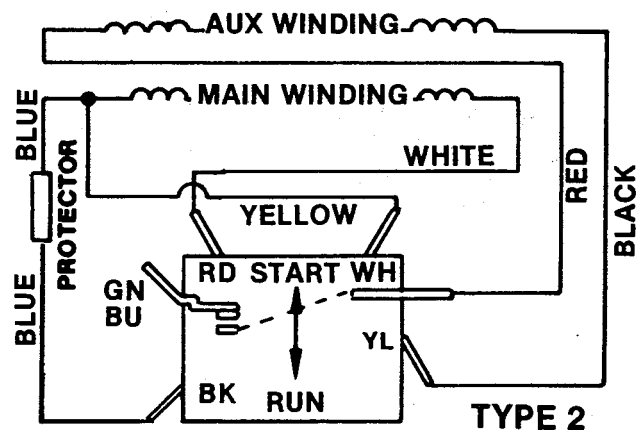 AUX WINDING
MAIN WINDING
BLUE
PROTECTOR
WHITE
YELLOW
RED
BLACK
RD START WH
GN
BU
BLUE
YL
BK
RUN
TYPE 2